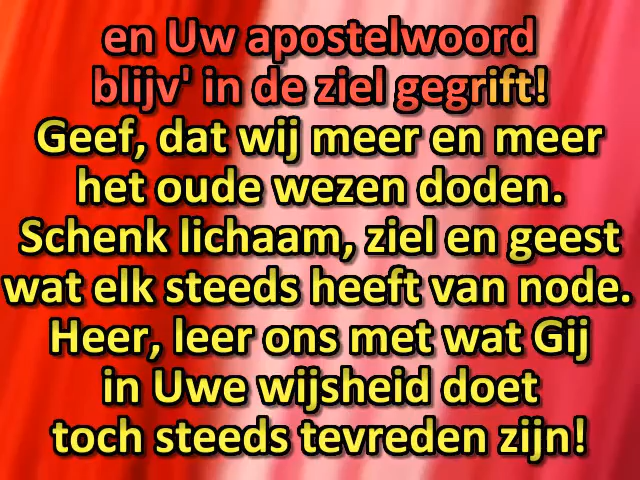 en Uw apostelwoord
blijv' in de ziel gegrift!
Geef, dat wij meer en meer
het oude wezen doden.
Schenk lichaam, ziel en geest
wat elk steeds heeft van node.
Heer, leer ons met wat Gij
in Uwe wijsheid doet
toch steeds tevreden zijn!